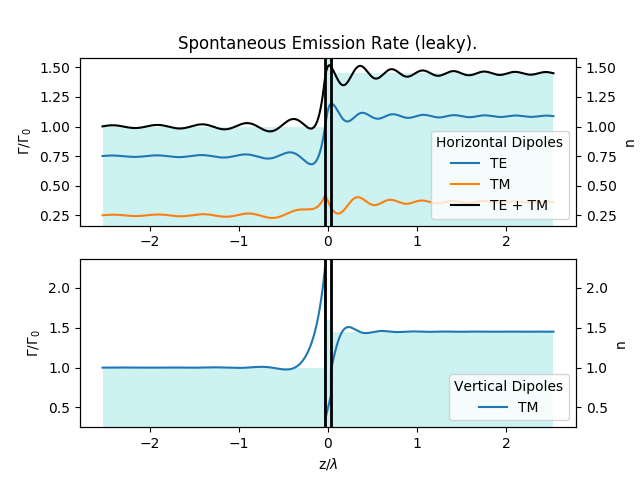 Spontaneous Emission Rate (leaky).
1.50
1.25
1.00
0.75
0.50
0.25
Γ/Γ₀
1.50
1.25
1.00
0.75
0.50
0.25
n
Horizontal Dipoles
TE
TM
TE + TM
−2 −1 0 1 2
2.0
1.5
1.0
0.5
Γ/Γ₀
2.0
1.5
1.0
0.5
n
Vertical Dipoles
TM
−2 −1 0 1 2
z/λ